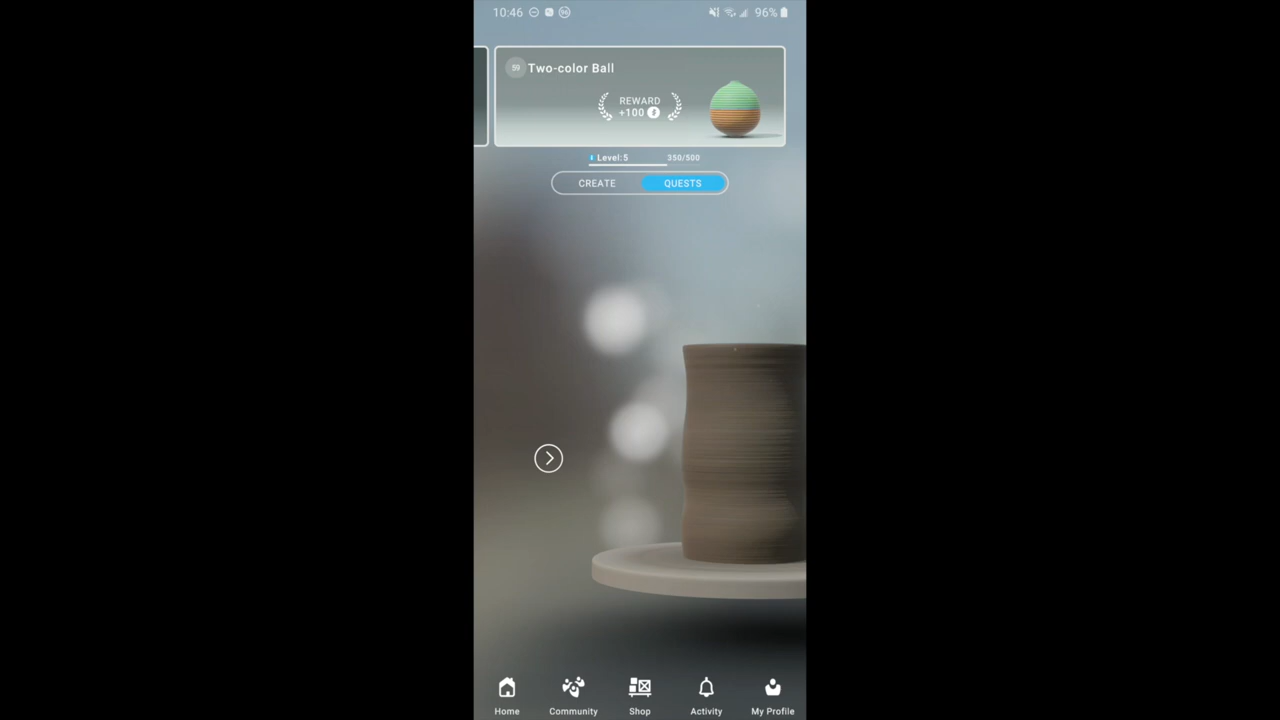 10:46
96%
59 Two-color Ball
REWARD
+100
Level:5 350/500
CREATE QUESTS
Home Community Shop Activity My Profile